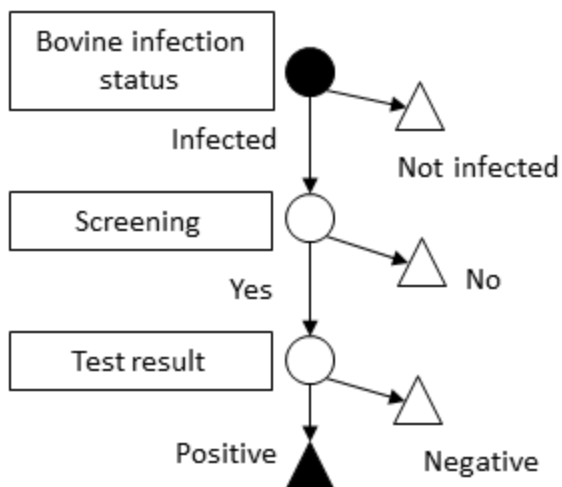 Bovine infection
status
Infected
Not infected
Screening
Yes
No
Test result
Positive
Negative